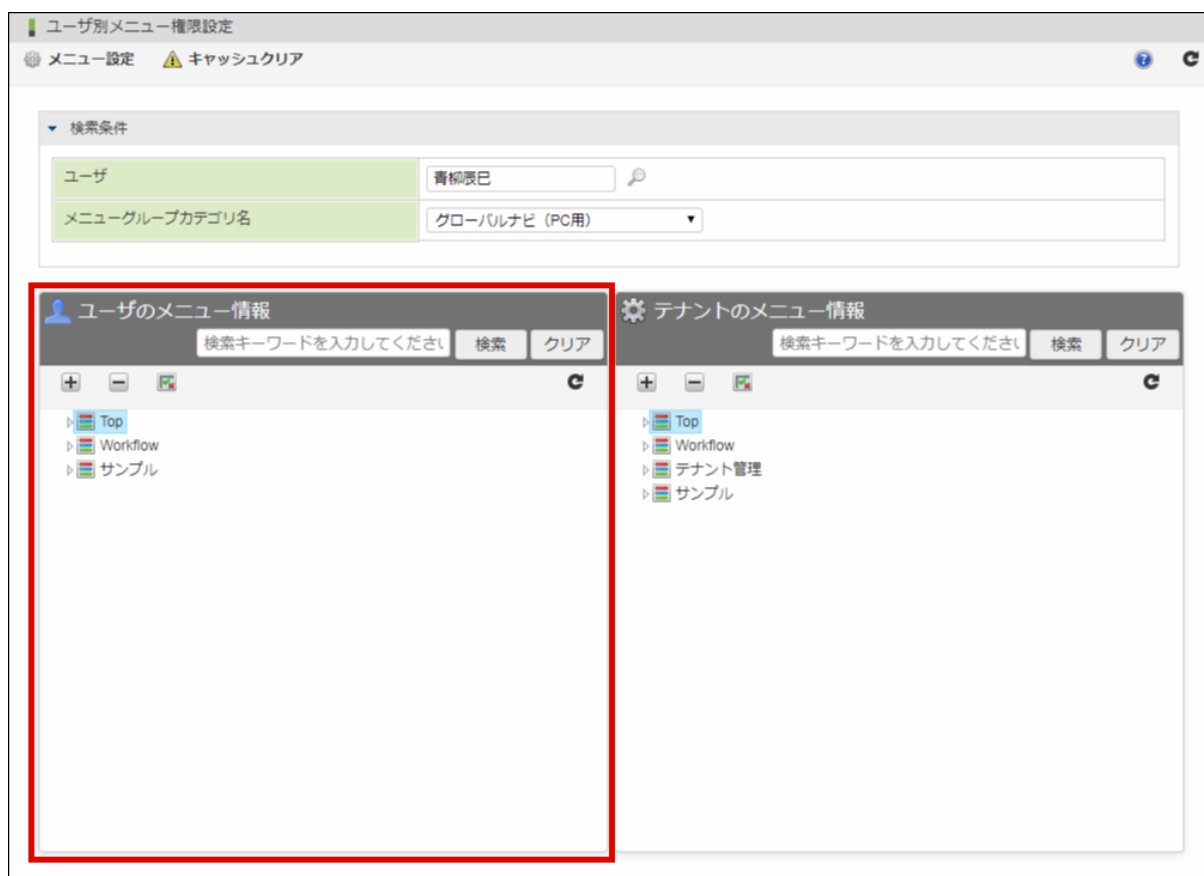 ユーザ別メニュー権限設定
メニュー設定 キャッシュクリア
検索条件
ユーザ 青柳辰巳
メニューグループカテゴリ名 グローバルナビ（PC用）
ユーザのメニュー情報
検索キーワードを入力してください 検索 クリア
Top
Workflow
サンプル
テナントのメニュー情報
検索キーワードを入力してください 検索 クリア
Top
Workflow
テナント管理
サンプル